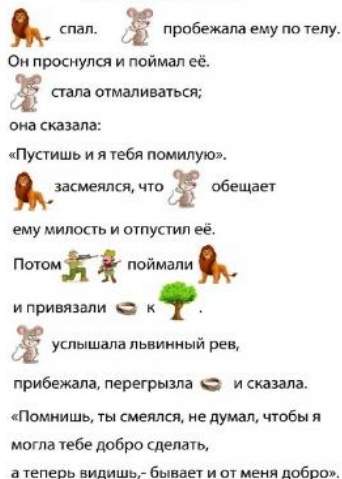 спал. пробежала ему по телу.
Он проснулся и поймал её.
стала отмаливаться;
она сказала:
«Пустишь и я тебя помилую».
засмеялся, что обещает
ему милость и отпустил её.
Потом поймали
и привязали к .
услышала львинный рев,
прибежала, перегрызла и сказала.
«Помнишь, ты смеялся, не думал, чтобы я
могла тебе добро сделать,
а теперь видишь,- бывает и от меня добро».